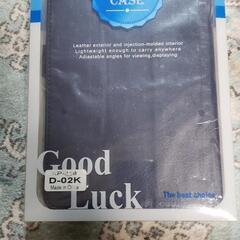 CASE
Leather exterior and injection-molded interior
Lightweight enough to carry anywhere
Adiastable angles for viewing,displaying
D-02K
Made in China
Good
Luck
The best choice